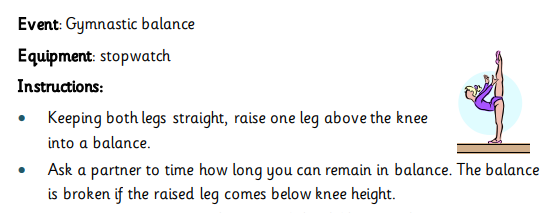 Event: Gymnastic balance
Equipment: stopwatch
Instructions:
• Keeping both legs straight, raise one leg above the knee
into a balance.
• Ask a partner to time how long you can remain in balance. The balance
is broken if the raised leg comes below knee height.